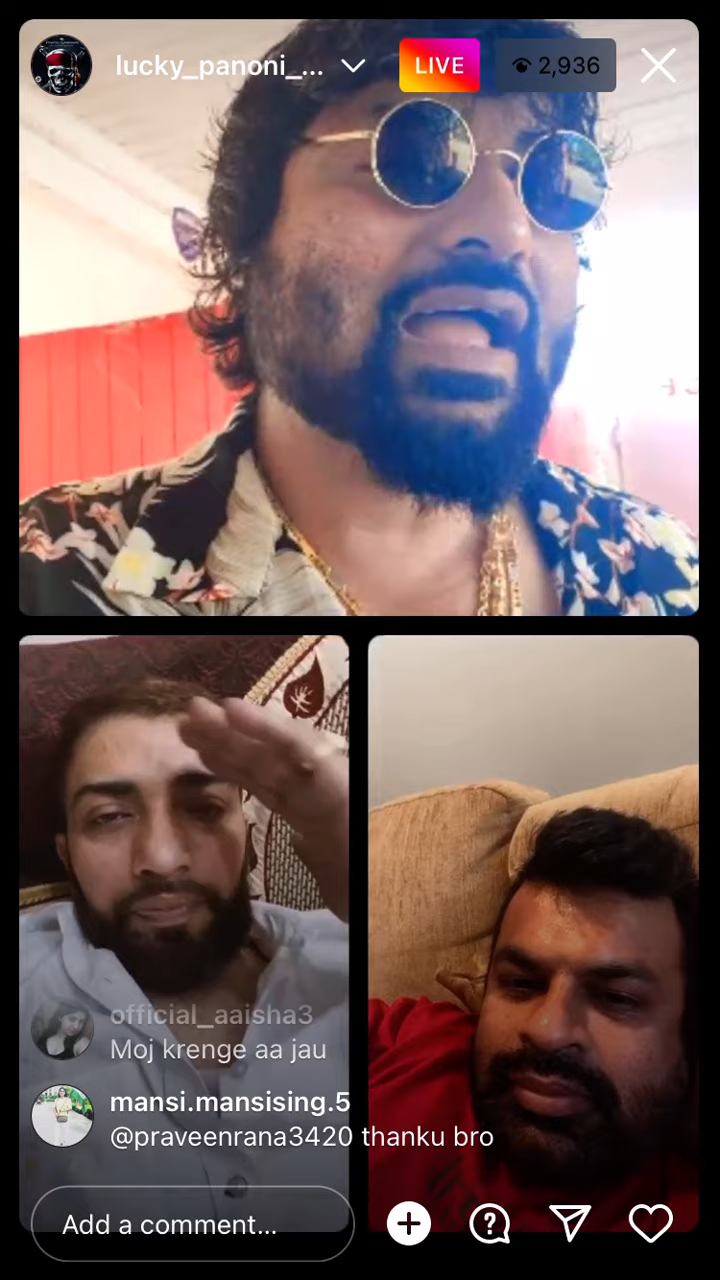 lucky_panoni_...
LIVE
2,936
official_aaisha3
Moj krenge aa jau
mansi.mansising.5
@praveenrana3420 thanku bro
Add a comment...